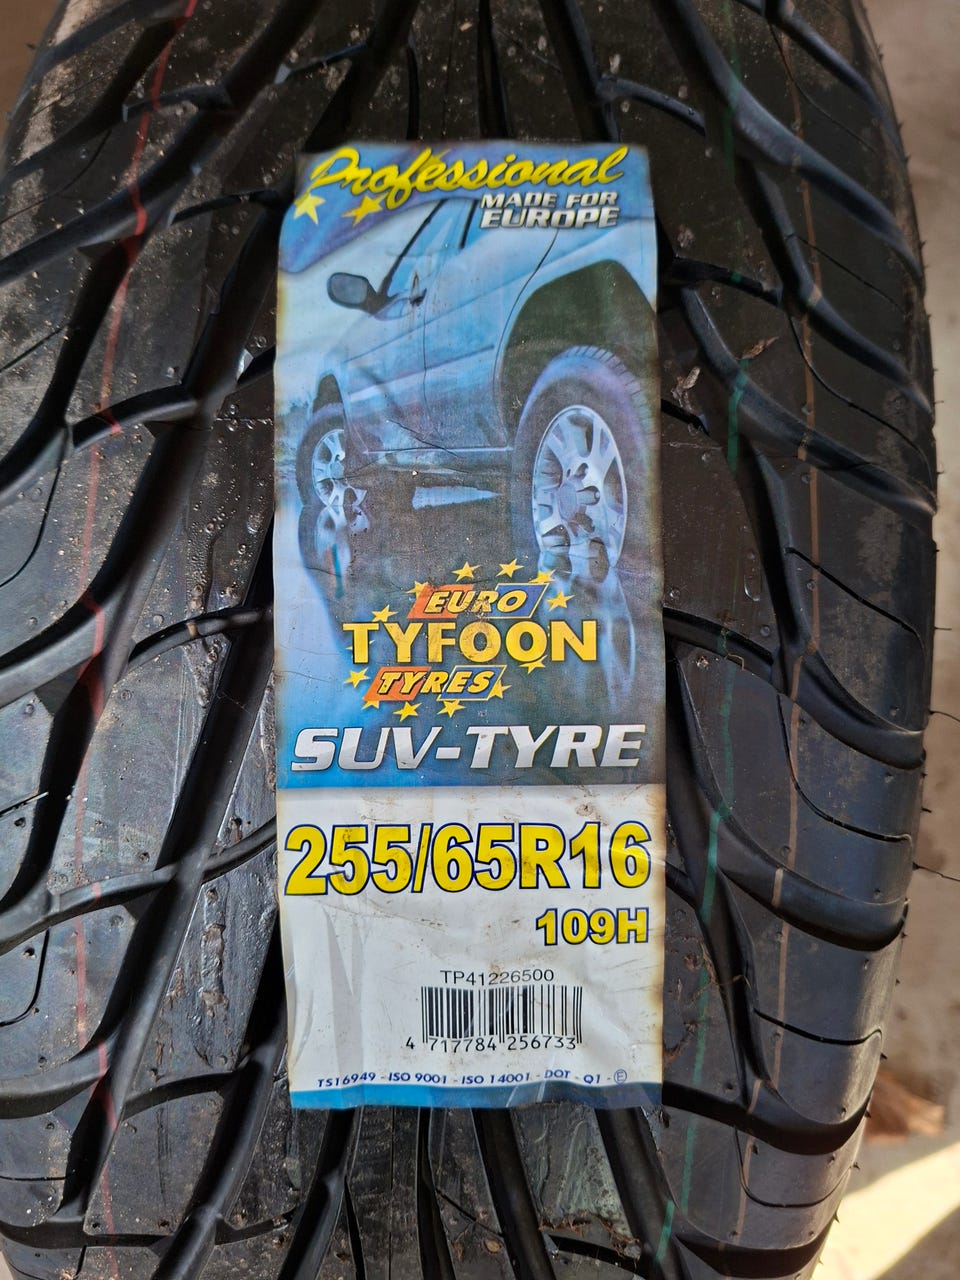 Professional
MADE FOR
EUROPE
EURO
TYFOON
TYRES
SUV-TYRE
255/65R16
109H
TP41226500
4 717784 256733
TS16949 - ISO 9001 - ISO 14001 - DOT - Q1 - Ⓔ